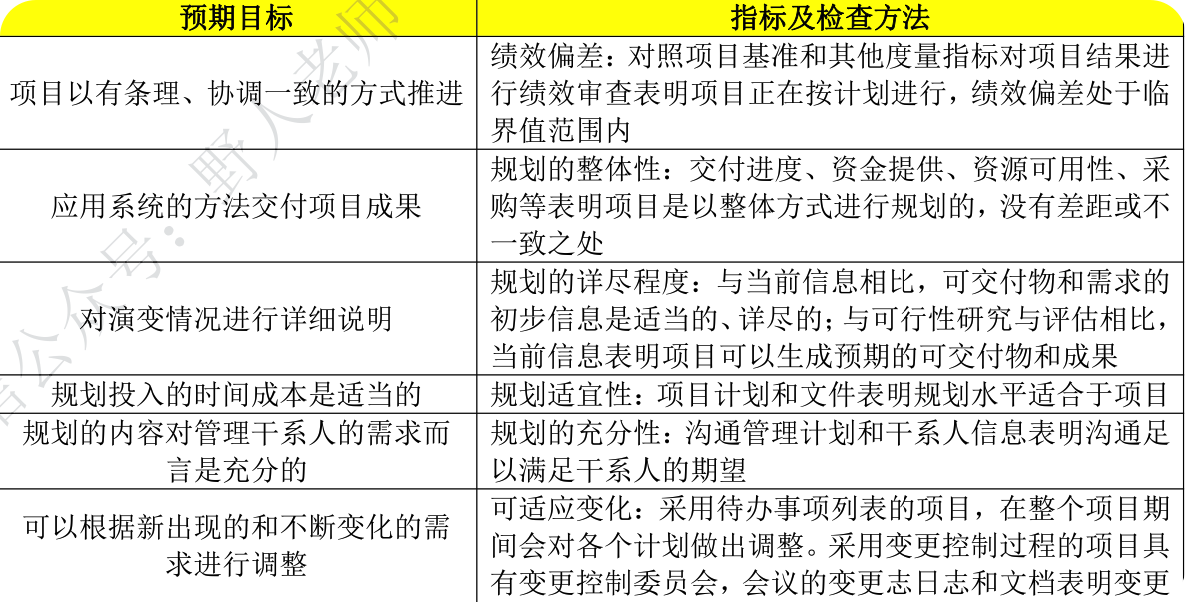 预期目标
指标及检查方法
项目以有条理、协调一致的方式推进
绩效偏差：对照项目基准和其他度量指标对项目结果进
行绩效审查表明项目正在按计划进行，绩效偏差处于临
界值范围内
应用系统的方法交付项目成果
规划的整体性：交付进度、资金提供、资源可用性、采
购等表明项目是以整体方式进行规划的，没有差距或不
一致之处
对演变情况进行详细说明
规划的详尽程度：与当前信息相比，可交付物和需求的
初步信息是适当的、详尽的；与可行性研究与评估相比，
当前信息表明项目可以生成预期的可交付物和成果
规划投入的时间成本是适当的
规划适宜性：项目计划和文件表明规划水平适合于项目
规划的内容对管理干系人的需求而
言是充分的
规划的充分性：沟通管理计划和干系人信息表明沟通足
以满足干系人的期望
可以根据新出现的和不断变化的需
求进行调整
可适应变化：采用待办事项列表的项目，在整个项目期
间会对各个计划做出调整。采用变更控制过程的项目具
有变更控制委员会，会议的变更志日志和文档表明变更
信公众号：野人老师